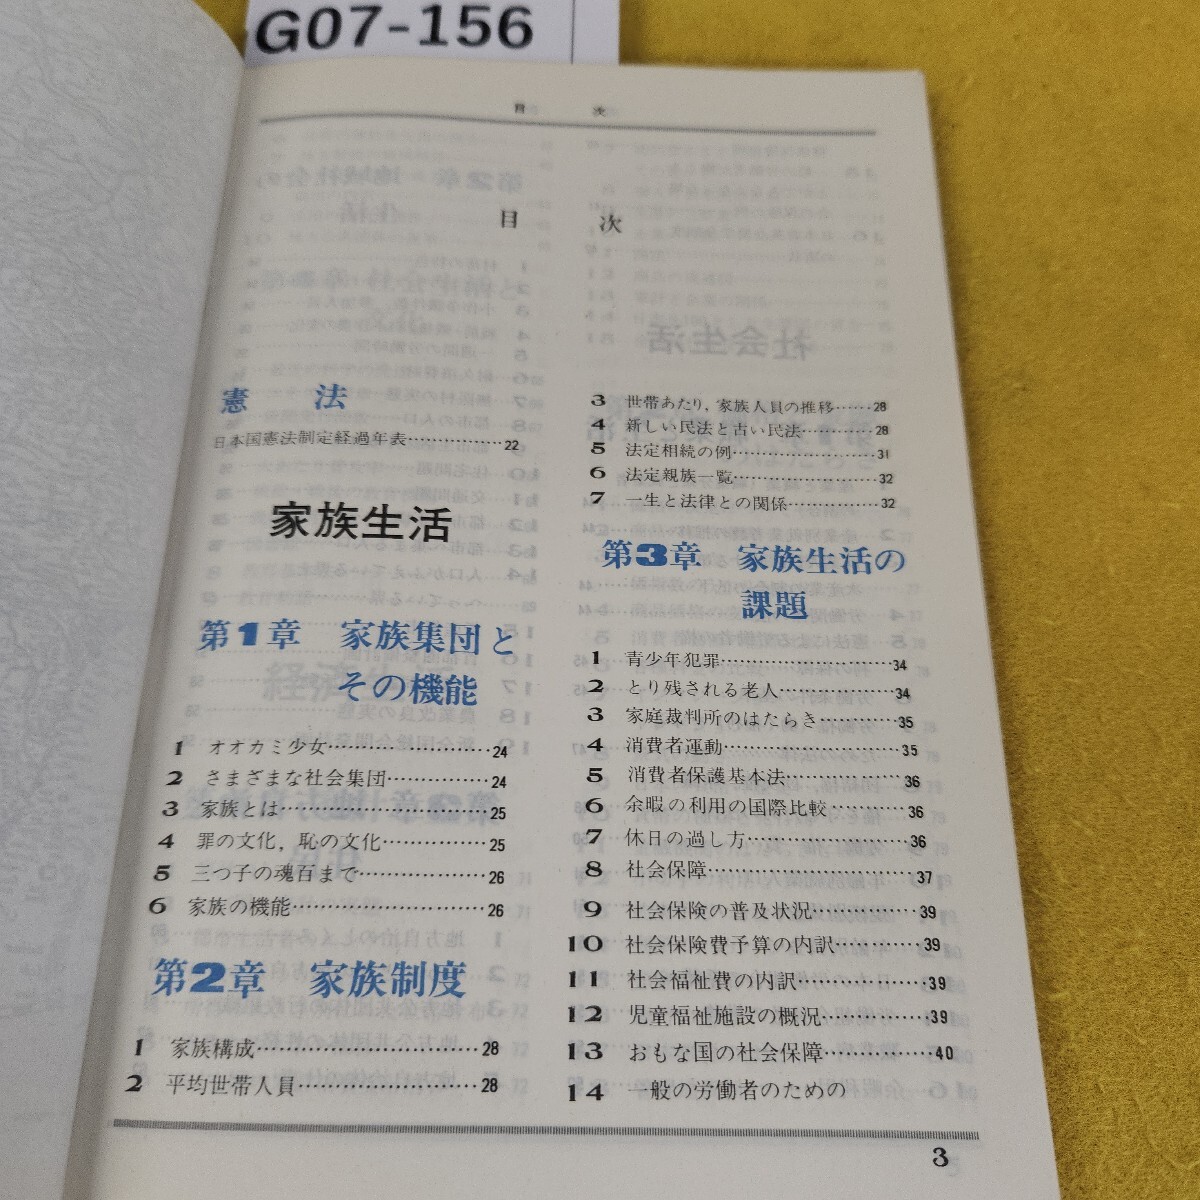 G07-156
目 次
目 次
憲 法
日本国憲法制定経過年表………………22
家族生活
第1章 家族集団と
その機能
1 オオカミ少女………………………24
2 さまざまな社会集団………………24
3 家族とは……………………………25
4 罪の文化, 恥の文化………………25
5 三つ子の魂百まで…………………26
6 家族の機能…………………………26
第2章 家族制度
1 家族構成……………………………28
2 平均世帯人員………………………28
3 世帯あたり, 家族人員の推移……28
4 新しい民法と古い民法……………28
5 法定相続の例………………………31
6 法定親族一覧………………………32
7 一生と法律との関係………………32
第3章 家族生活の
課題
1 青少年犯罪…………………………34
2 とり残される老人…………………34
3 家庭裁判所のはたらき……………35
4 消費者運動…………………………35
5 消費者保護基本法…………………36
6 余暇の利用の国際比較……………36
7 休日の過し方………………………36
8 社会保障……………………………37
9 社会保険の普及状況………………39
10 社会保険費予算の内訳……………39
11 社会福祉費の内訳…………………39
12 児童福祉施設の概況………………39
13 おもな国の社会保障………………40
14 一般の労働者のための
3